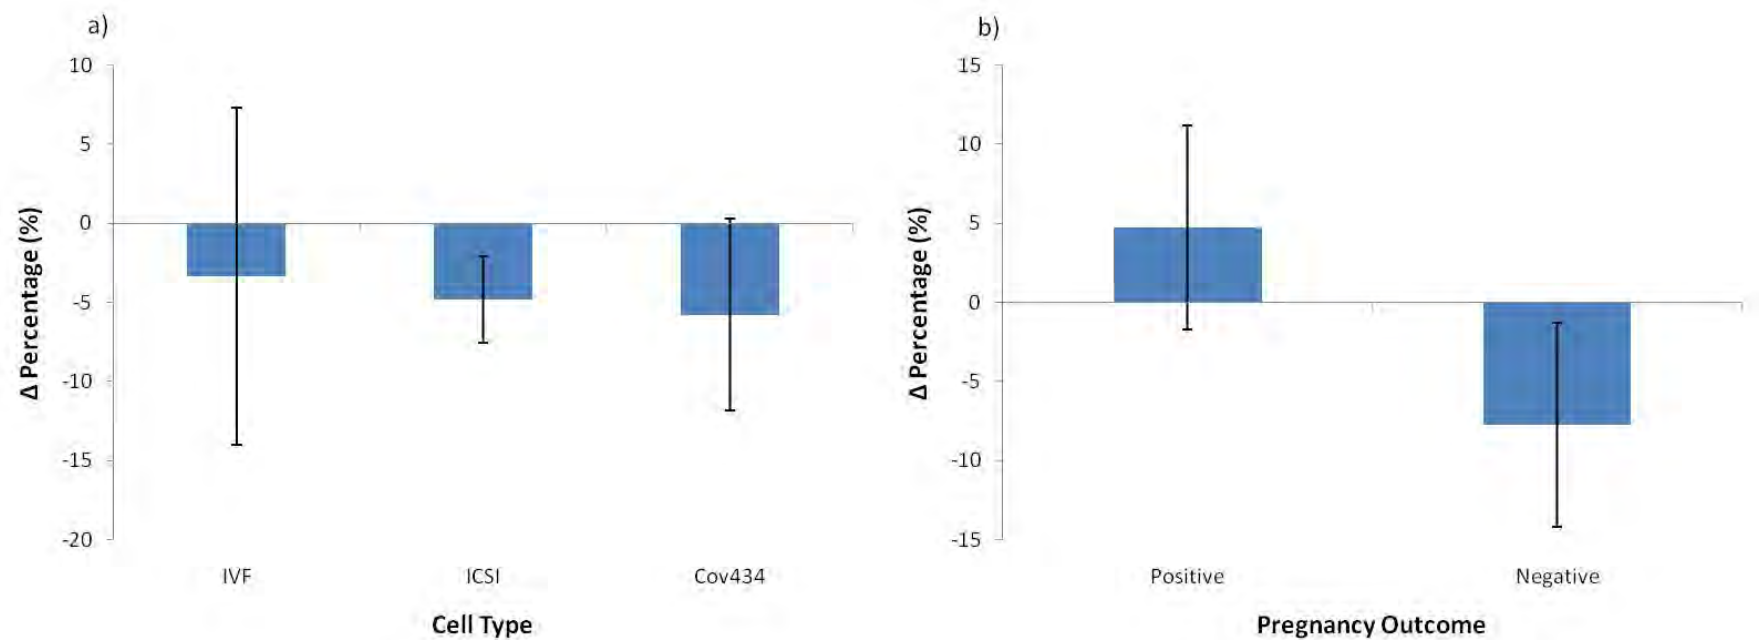 a)
10
5
0
-5
-10
-15
-20
Δ Percentage (%)
IVF ICSI Cov434
Cell Type
b)
15
10
5
0
-5
-10
-15
Δ Percentage (%)
Positive Negative
Pregnancy Outcome